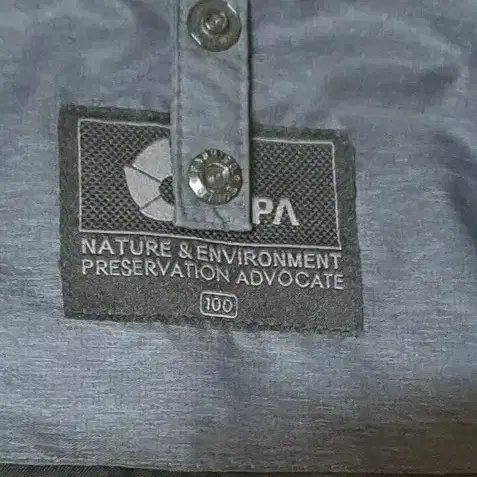 PA
NATURE & ENVIRONMENT
PRESERVATION ADVOCATE
100